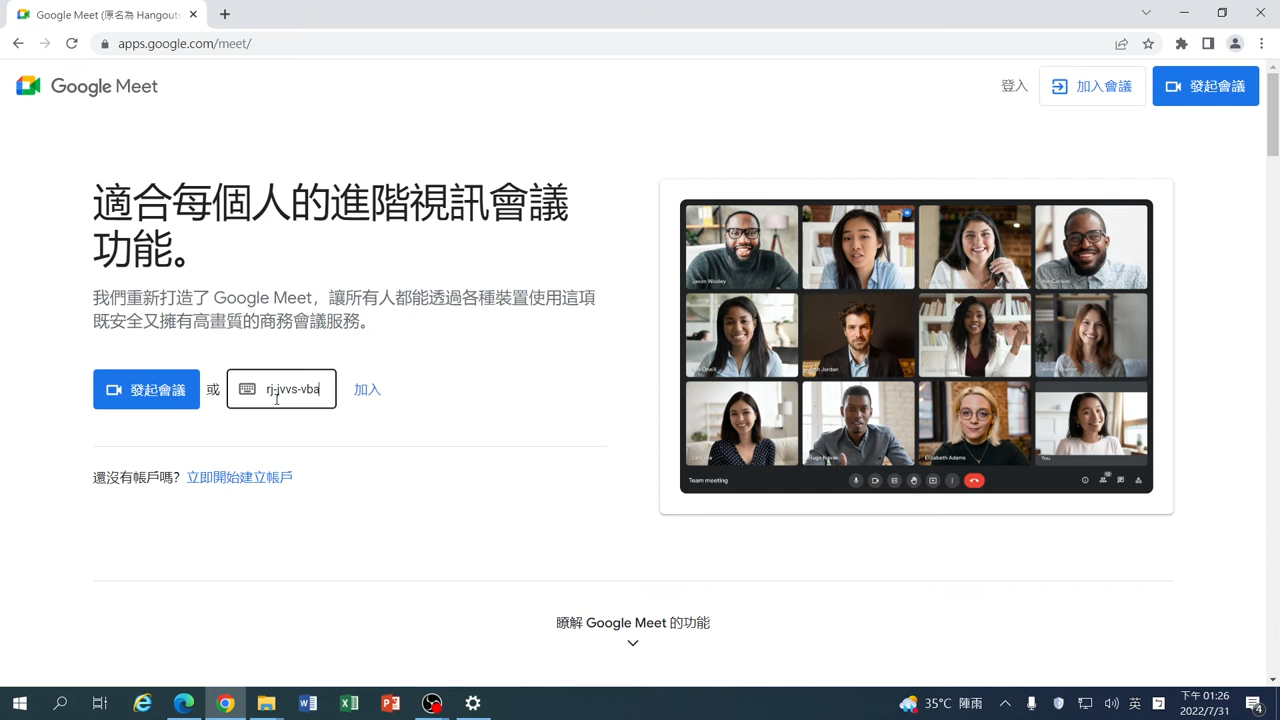 Google Meet (原名為 Hangouts
apps.google.com/meet/
Google Meet
登入
加入會議
發起會議
適合每個人的進階視訊會議
功能。
我們重新打造了 Google Meet，讓所有人都能透過各種裝置使用這項
既安全又擁有高畫質的商務會議服務。
發起會議 或 rj-jvvs-vba 加入
還沒有帳戶嗎？立即開始建立帳戶
Jaxon Wooley
Elizabeth Adams
You
Team meeting
瞭解 Google Meet 的功能
35°C 陣雨
英
下午 01:26
2022/7/31
4